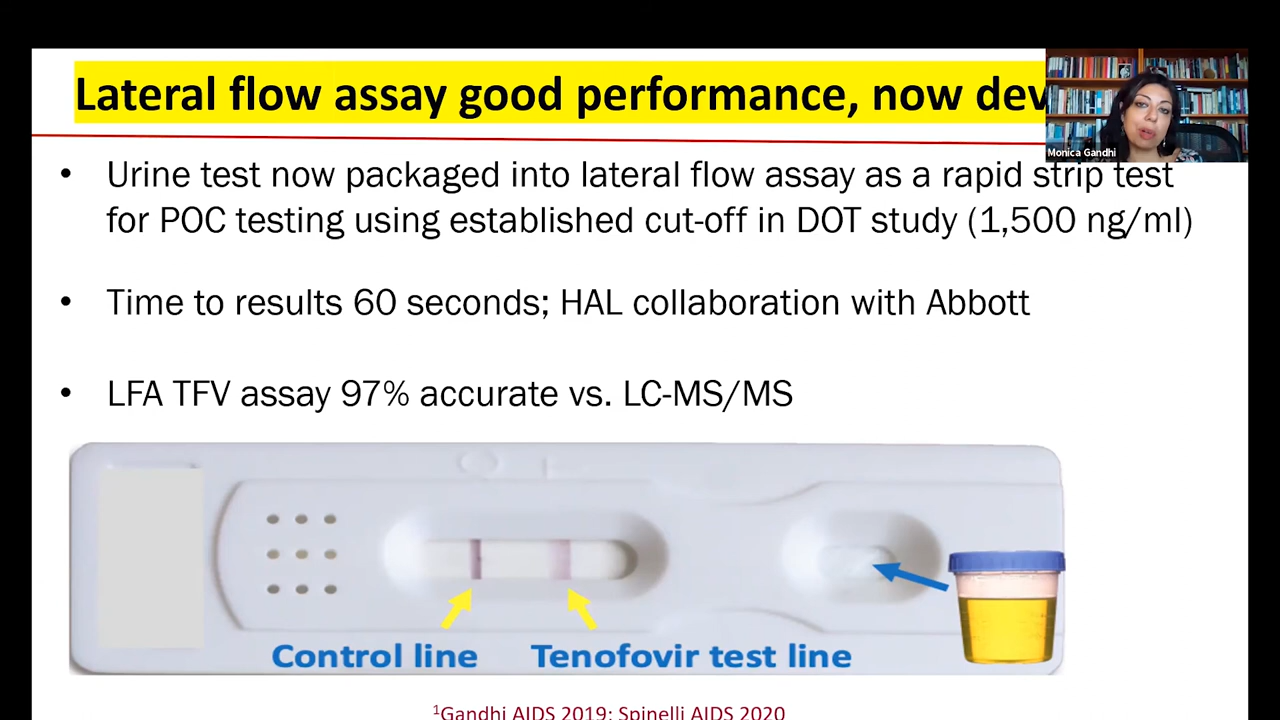 Lateral flow assay good performance, now dev
Monica Gandhi
• Urine test now packaged into lateral flow assay as a rapid strip test
for POC testing using established cut-off in DOT study (1,500 ng/ml)
• Time to results 60 seconds; HAL collaboration with Abbott
• LFA TFV assay 97% accurate vs. LC-MS/MS
Control line Tenofovir test line
¹Gandhi AIDS 2019; Spinelli AIDS 2020